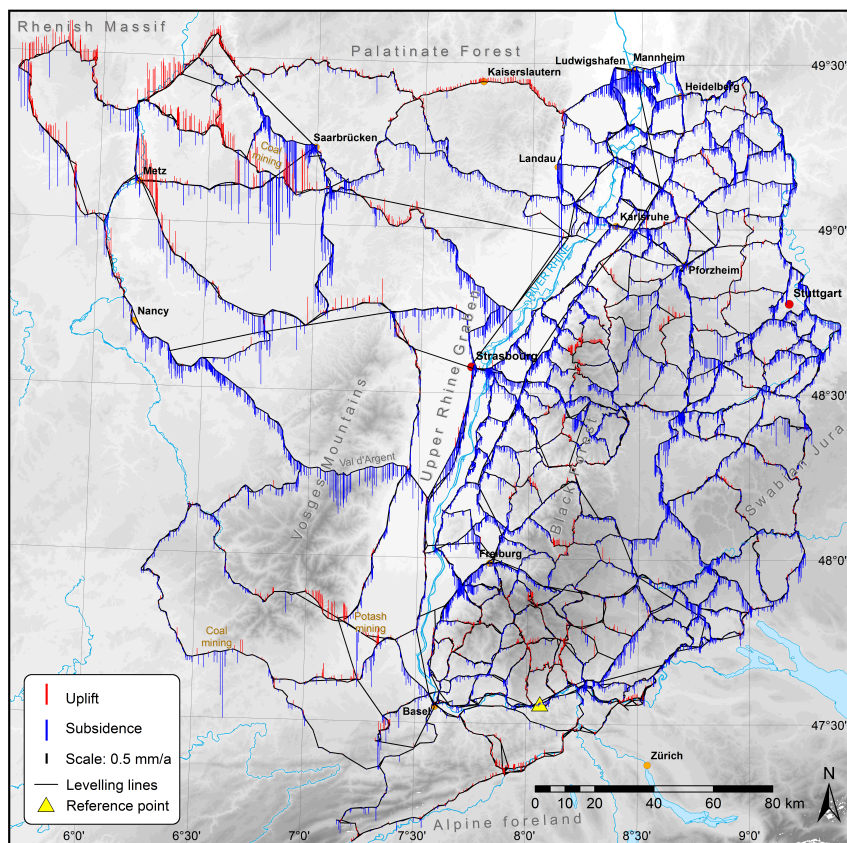 Rhenish Massif
Palatinate Forest
Ludwigshafen
Mannheim
49°30'
Kaiserslautern
Heidelberg
Saarbrücken
Coal
mining
Landau
Metz
Karlsruhe
49°0'
RIVER RHINE
Pforzheim
Nancy
Stuttgart
Upper Rhine Graben
Strasbourg
48°30'
Vosges Mountains
Val d'Argent
Black Forest
Swabian Jura
Freiburg
48°0'
Coal
mining
Potash
mining
Basel
47°30'
Uplift
Subsidence
Scale: 0.5 mm/a
Levelling lines
Reference point
Zürich
N
0 10 20 40 60 80 km
Alpine foreland
6°0' 6°30' 7°0' 7°30' 8°0' 8°30' 9°0'